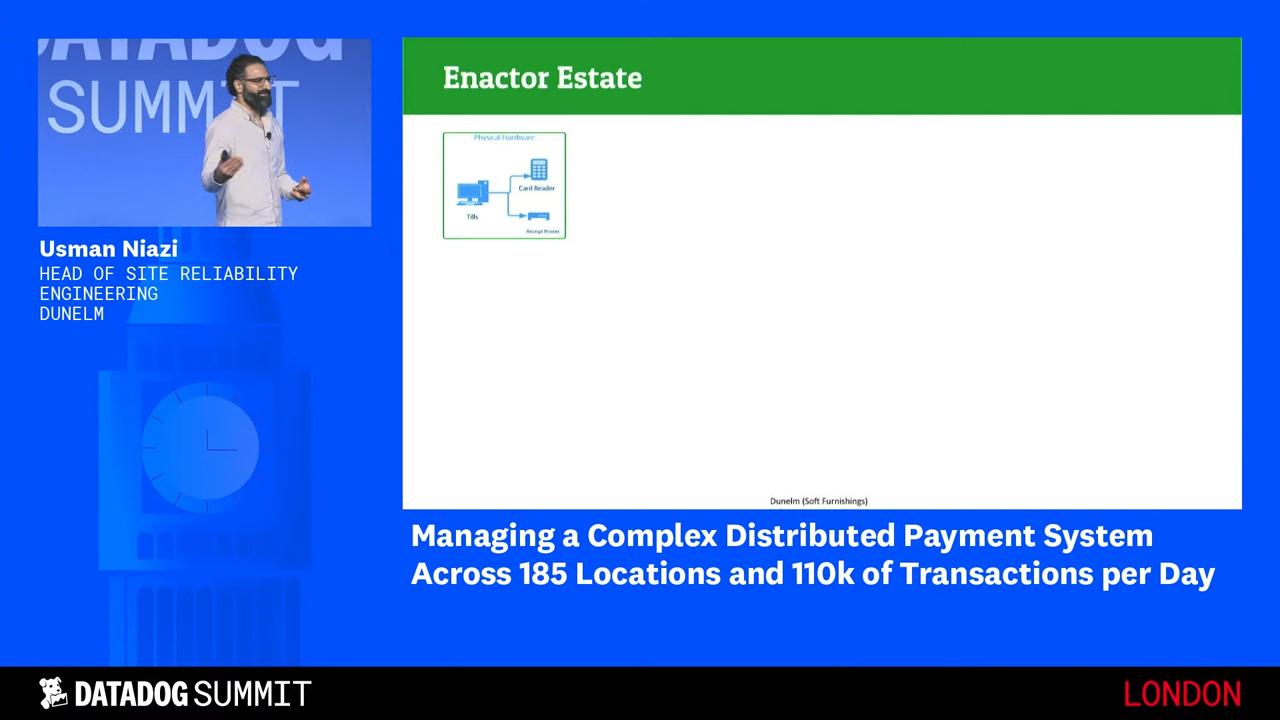 DATADOG
SUMMIT
Usman Niazi
HEAD OF SITE RELIABILITY
ENGINEERING
DUNELM
Enactor Estate
Physical Hardware
Card Reader
Tills
Receipt Printer
Dunelm (Soft Furnishings)
Managing a Complex Distributed Payment System
Across 185 Locations and 110k of Transactions per Day
DATADOG SUMMIT
LONDON